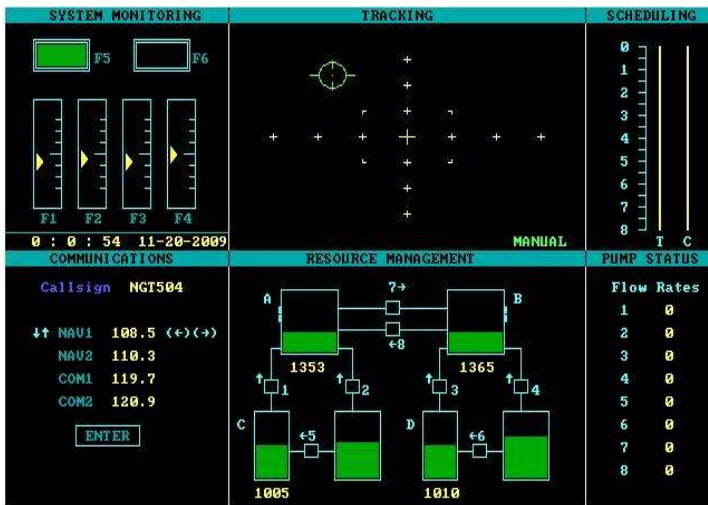 SYSTEM MONITORING
F5
F6
F1 F2 F3 F4
0 : 0 : 54 11-20-2009
TRACKING
MANUAL
SCHEDULING
0
1
2
3
4
5
6
7
8
T C
COMMUNICATIONS
Callsign NGT504
↓↑ NAV1 108.5 (←)(→)
NAV2 110.3
COM1 119.7
COM2 120.9
ENTER
RESOURCE MANAGEMENT
7→
A B
←8
1353 1365
↑ 1 ↑ 2 ↑ 3 ↑ 4
C ←5 D ←6
1005 1010
PUMP STATUS
Flow Rates
1 0
2 0
3 0
4 0
5 0
6 0
7 0
8 0